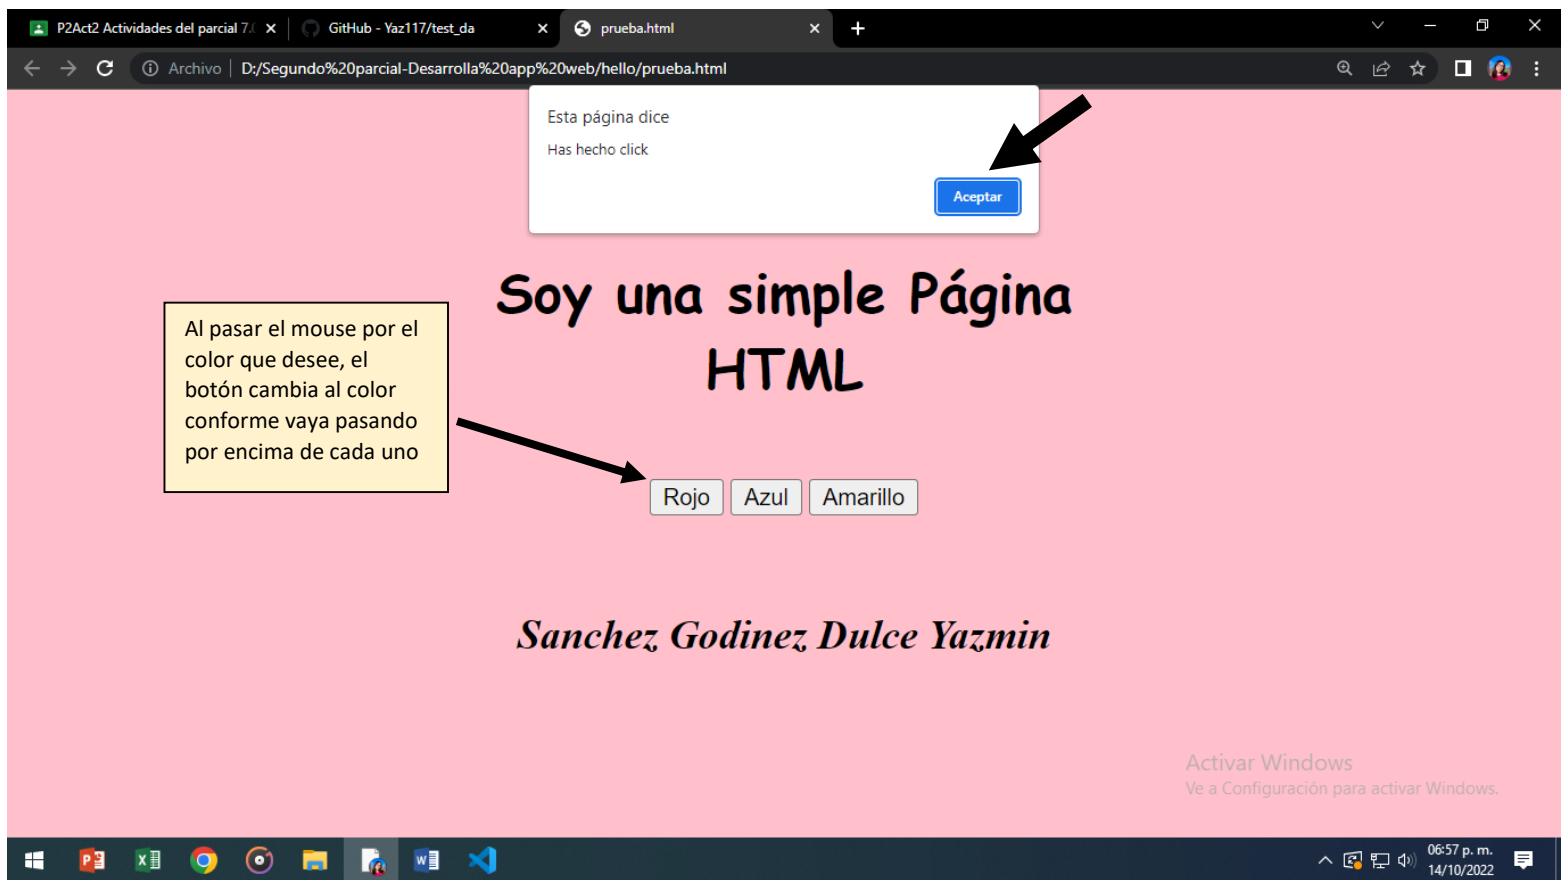 P2Act2 Actividades del parcial 7.
GitHub - Yaz117/test_da
prueba.html
Archivo | D:/Segundo%20parcial-Desarrolla%20app%20web/hello/prueba.html
Esta página dice
Has hecho click
Aceptar
Soy una simple Página
HTML
Al pasar el mouse por el
color que desee, el
botón cambia al color
conforme vaya pasando
por encima de cada uno
Rojo Azul Amarillo
Sanchez Godinez Dulce Yazmin
Activar Windows
Ve a Configuración para activar Windows.
06:57 p. m.
14/10/2022